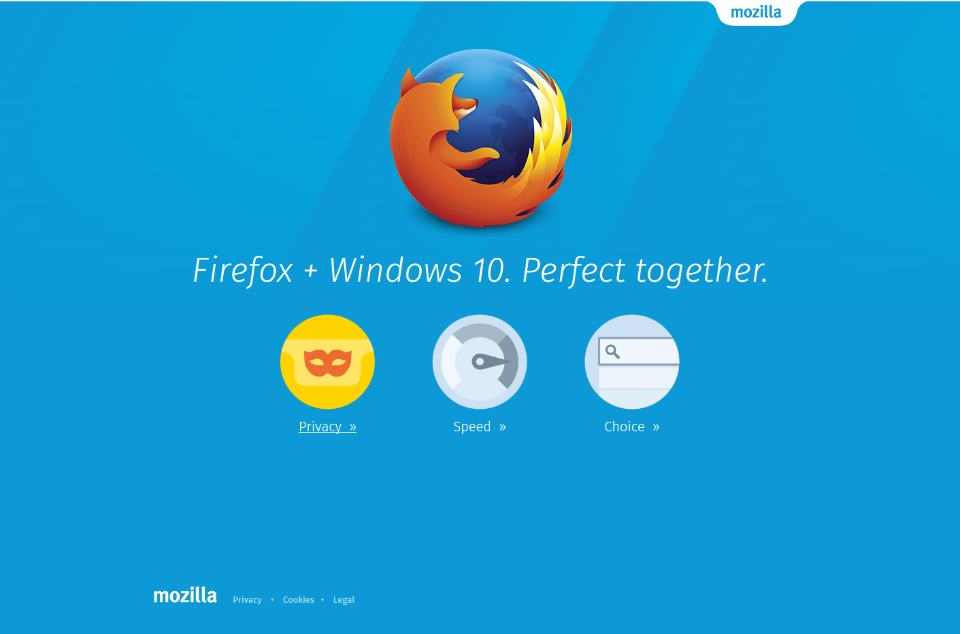 mozilla
Firefox + Windows 10. Perfect together.
Privacy »
Speed »
Choice »
mozilla Privacy • Cookies • Legal